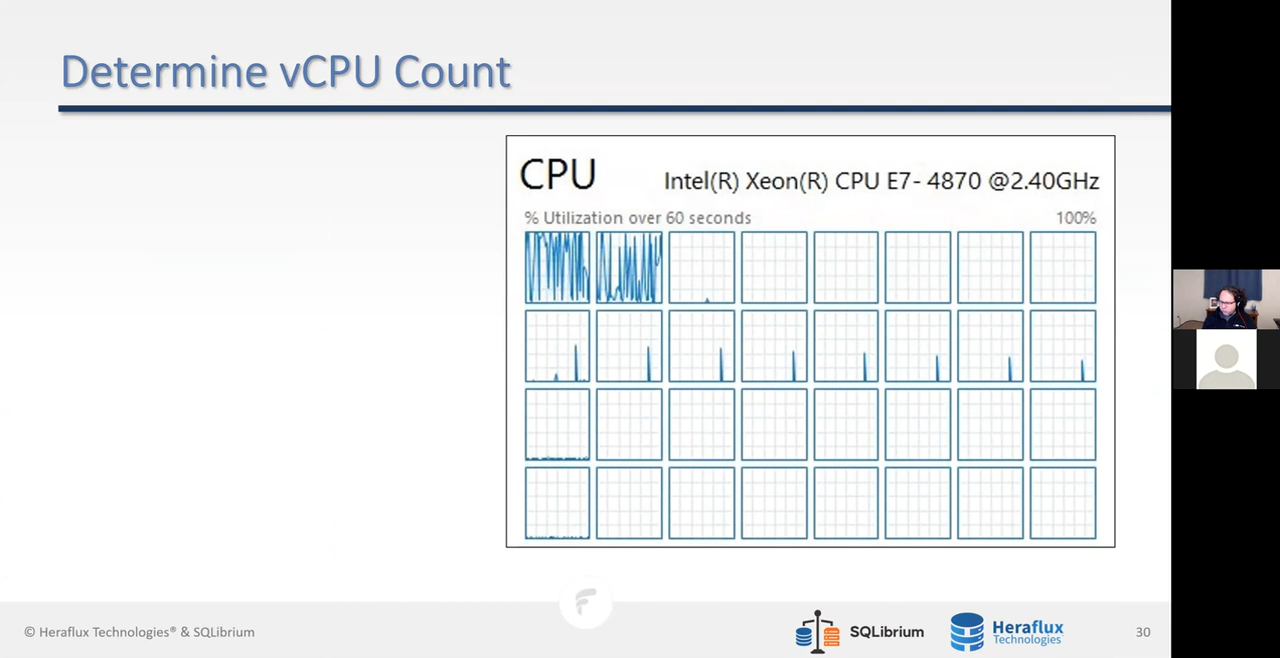 Determine vCPU Count
CPU
Intel(R) Xeon(R) CPU E7- 4870 @2.40GHz
% Utilization over 60 seconds
100%
© Heraflux Technologies® & SQLibrium
SQLibrium
Heraflux
Technologies
30